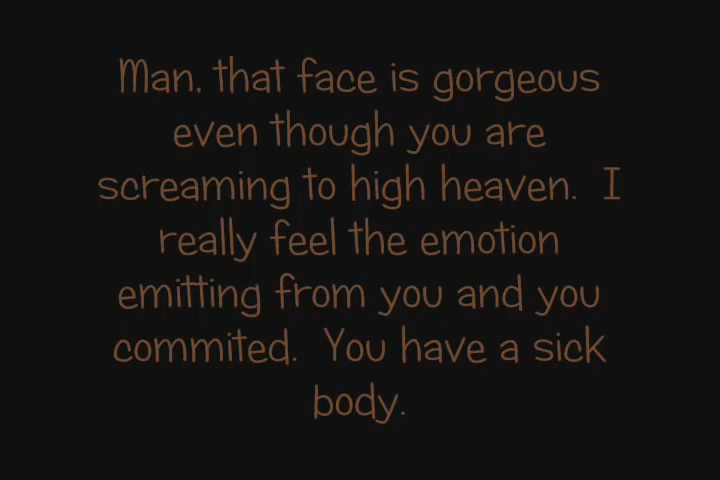 Man, that face is gorgeous
even though you are
screaming to high heaven.  I
really feel the emotion
emitting from you and you
commited.  You have a sick
body.